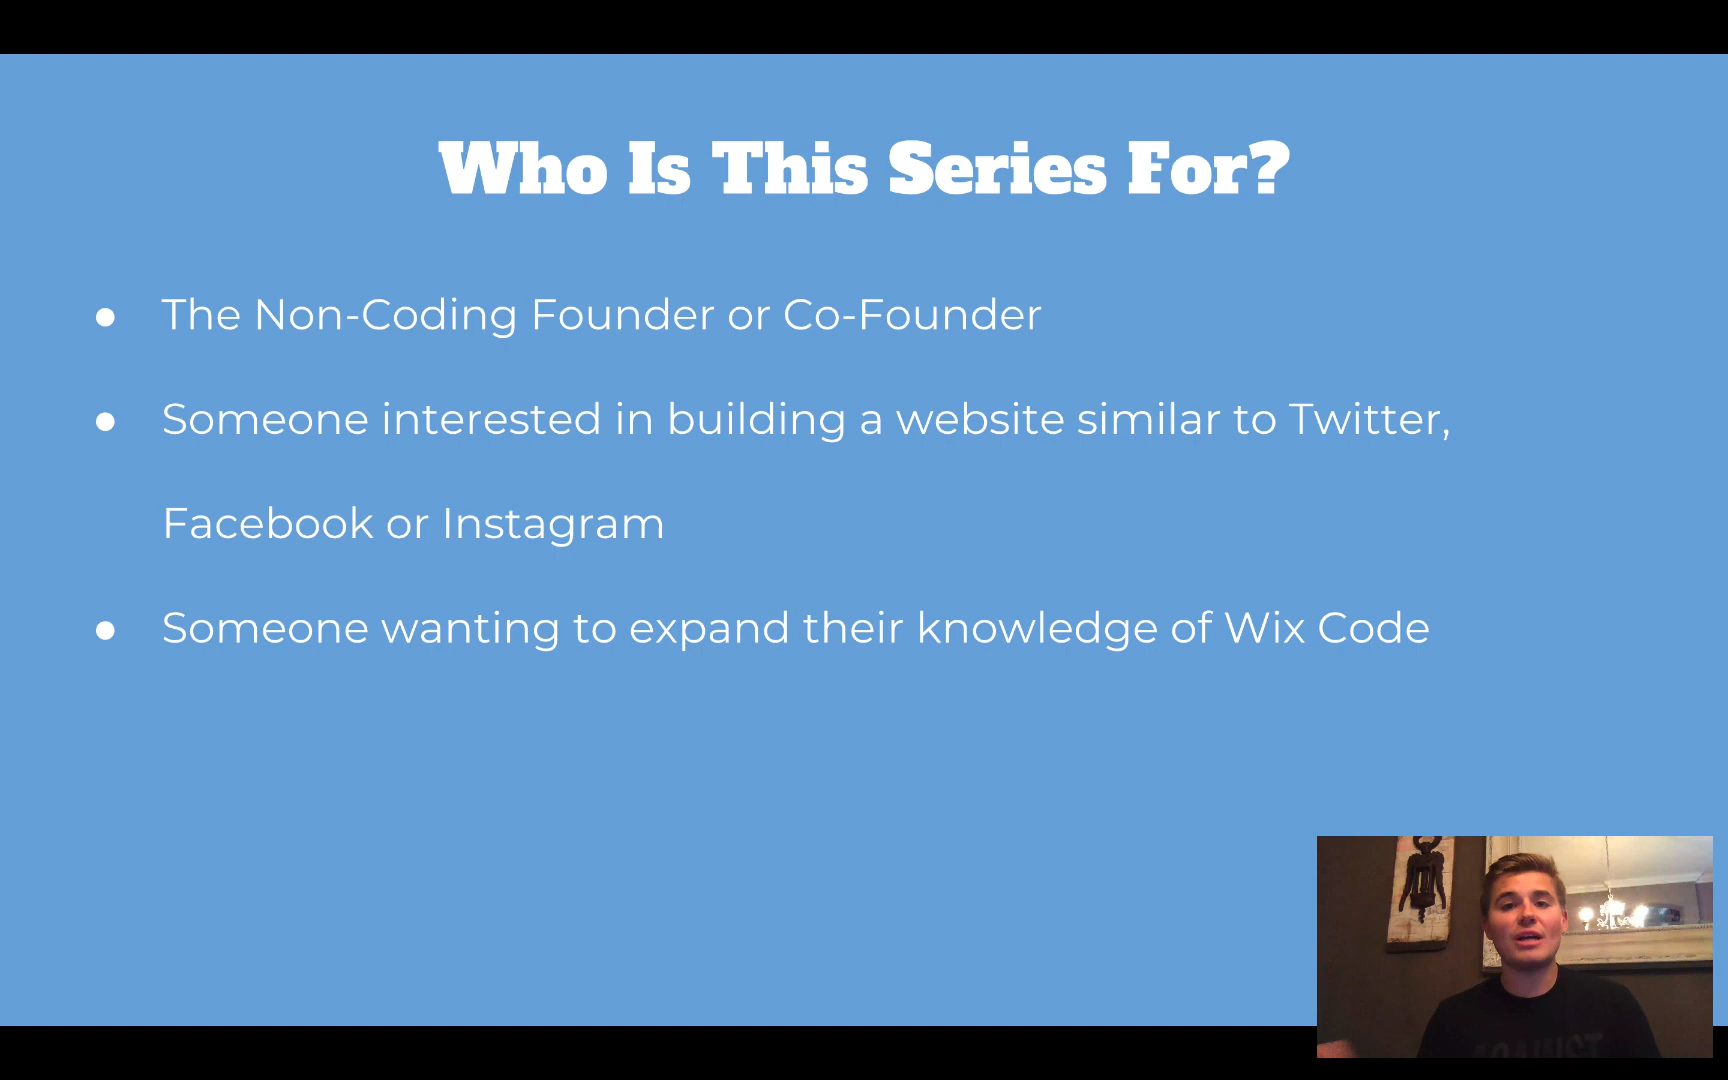 Who Is This Series For?
● The Non-Coding Founder or Co-Founder
● Someone interested in building a website similar to Twitter,
Facebook or Instagram
● Someone wanting to expand their knowledge of Wix Code
AGAINST